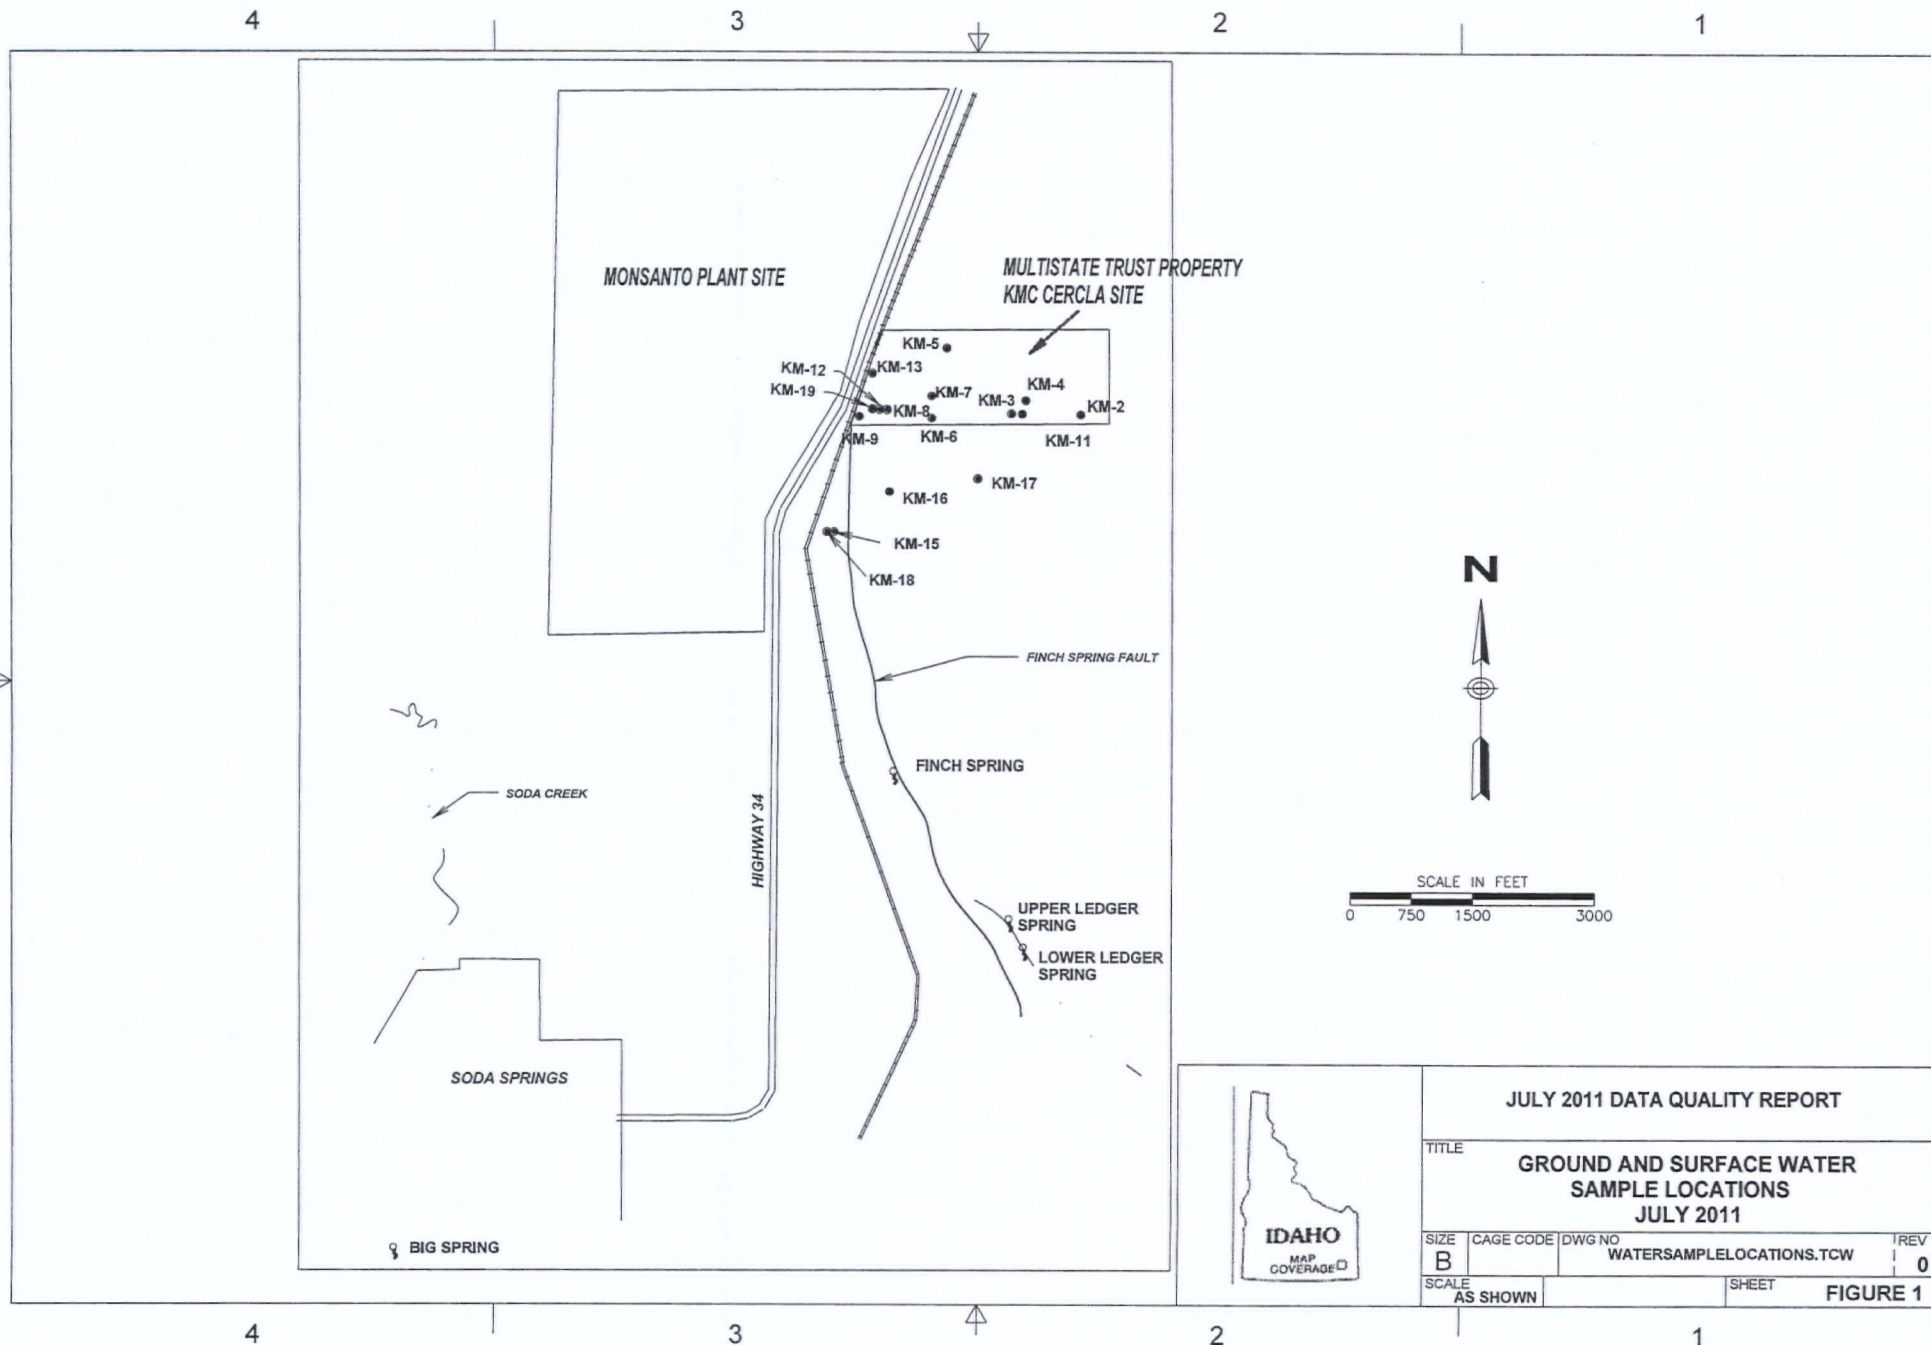 4 3 2 1
MONSANTO PLANT SITE
MULTISTATE TRUST PROPERTY
KMC CERCLA SITE
KM-5
KM-12
KM-13
KM-19
KM-7
KM-4
KM-8
KM-3
KM-2
KM-9
KM-6
KM-11
KM-17
KM-16
KM-15
KM-18
N
FINCH SPRING FAULT
FINCH SPRING
SODA CREEK
HIGHWAY 34
SCALE IN FEET
0 750 1500 3000
UPPER LEDGER
SPRING
LOWER LEDGER
SPRING
SODA SPRINGS
BIG SPRING
IDAHO
MAP
COVERAGE
JULY 2011 DATA QUALITY REPORT
TITLE
GROUND AND SURFACE WATER
SAMPLE LOCATIONS
JULY 2011
SIZE
B
CAGE CODE
DWG NO
WATERSAMPLELOCATIONS.TCW
REV
0
SCALE
AS SHOWN
SHEET
FIGURE 1
4 3 2 1